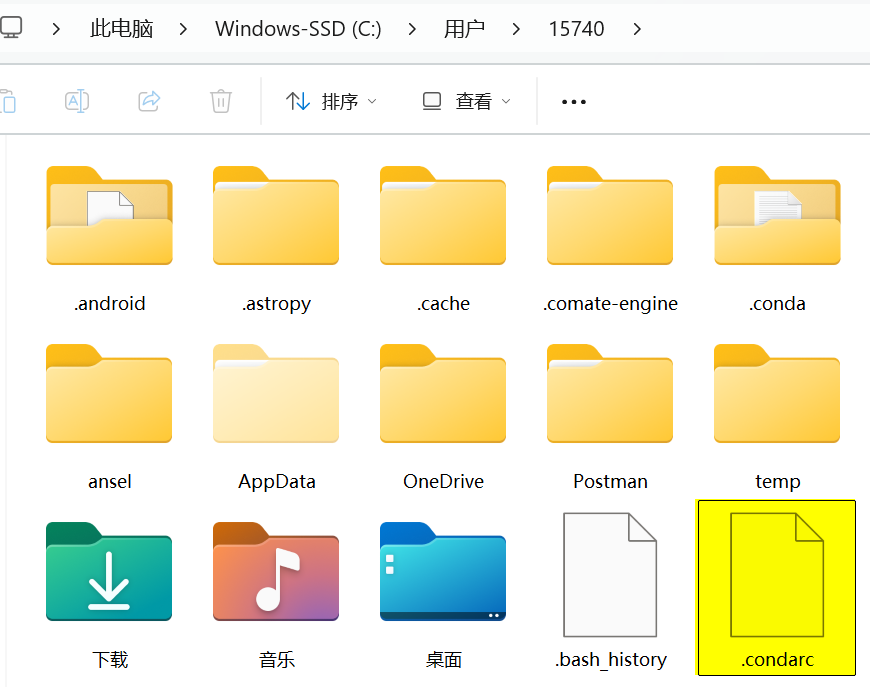 此电脑 Windows-SSD (C:) 用户 15740
排序 查看
.android .astropy .cache .comate-engine .conda
ansel AppData OneDrive Postman temp
下载 音乐 桌面 .bash_history .condarc